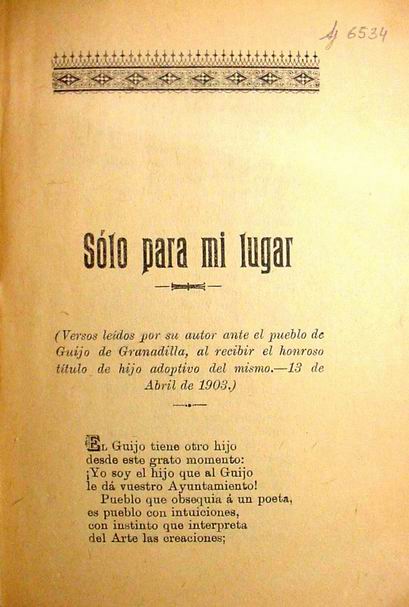 6534
Sólo para mi lugar
(Versos leídos por su autor ante el pueblo de
Guijo de Granadilla, al recibir el honroso
título de hijo adoptivo del mismo.—13 de
Abril de 1903.)
EL Guijo tiene otro hijo
desde este grato momento:
¡Yo soy el hijo que al Guijo
le dá vuestro Ayuntamiento!
Pueblo que obsequia á un poeta,
es pueblo con intuiciones,
con instinto que interpreta
del Arte las creaciones;